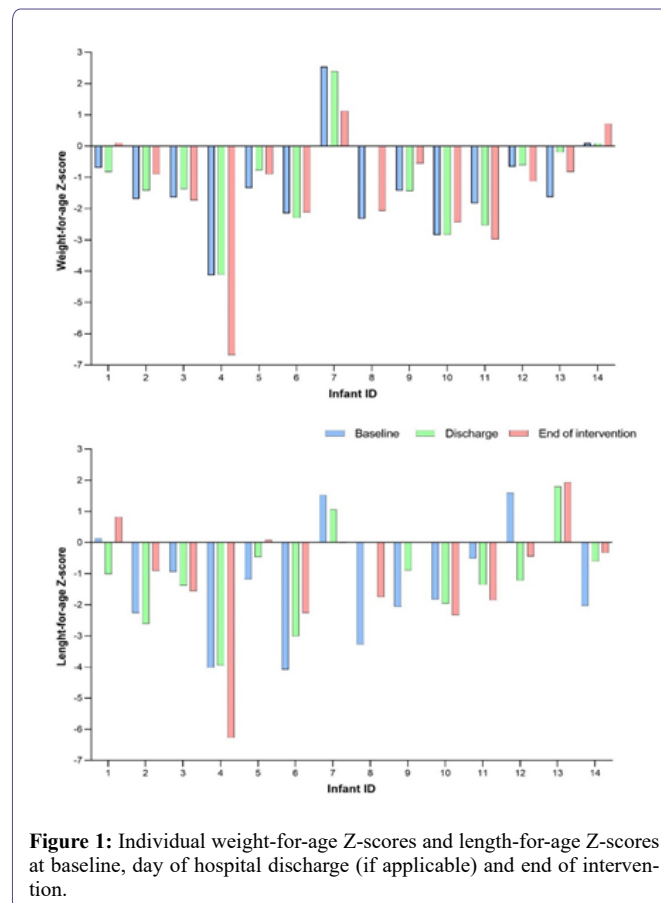 3
2
1
0
-1
-2
-3
-4
-5
-6
-7
Weight-for-age Z-score
1 2 3 4 5 6 7 8 9 10 11 12 13 14
Infant ID
Baseline Discharge End of intervention
3
2
1
0
-1
-2
-3
-4
-5
-6
-7
Lenght-for-age Z-score
1 2 3 4 5 6 7 8 9 10 11 12 13 14
Infant ID
Figure 1: Individual weight-for-age Z-scores and length-for-age Z-scores
at baseline, day of hospital discharge (if applicable) and end of interven-
tion.